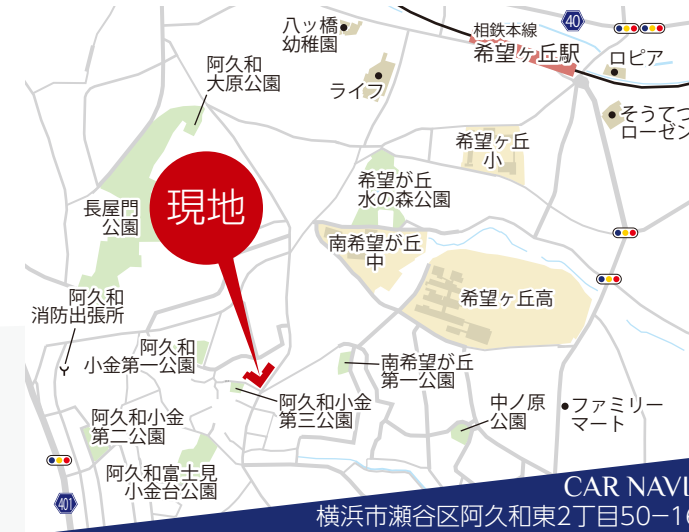 八ッ橋
幼稚園
40
相鉄本線
希望ヶ丘駅
ロピア
阿久和
大原公園
ライフ
そうてつ
ローゼン
希望ヶ丘
小
希望が丘
水の森公園
現地
長屋門
公園
南希望が丘
中
希望ヶ丘高
阿久和
消防出張所
阿久和
小金第一公園
南希望が丘
第一公園
阿久和小金
第三公園
中ノ原
公園
ファミリー
マート
阿久和小金
第二公園
阿久和富士見
小金台公園
401
CAR NAVI
横浜市瀬谷区阿久和東2丁目50−16